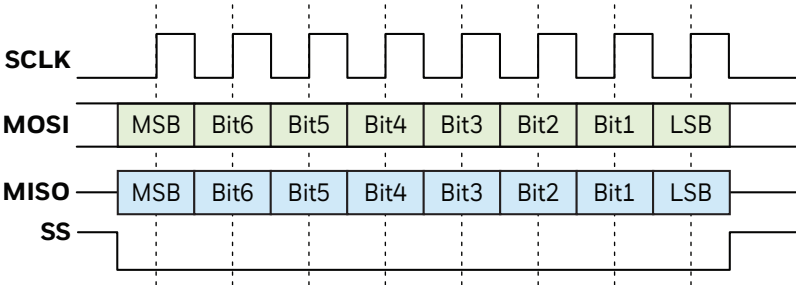 SCLK
MOSI MSB Bit6 Bit5 Bit4 Bit3 Bit2 Bit1 LSB
MISO MSB Bit6 Bit5 Bit4 Bit3 Bit2 Bit1 LSB
SS